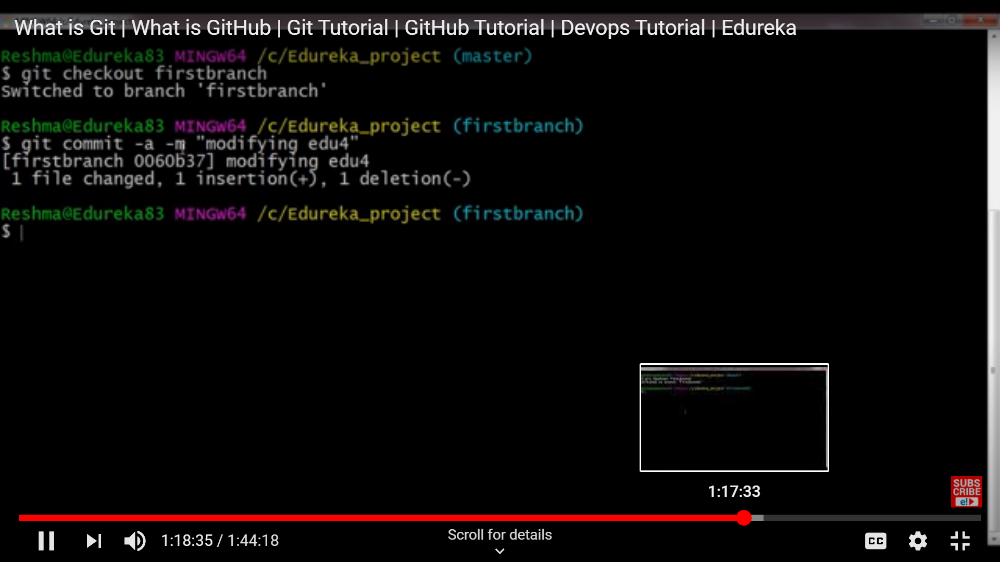 What is Git | What is GitHub | Git Tutorial | GitHub Tutorial | Devops Tutorial | Edureka
Reshma@Edureka83 MINGW64 /c/Edureka_project (master)
$ git checkout firstbranch
Switched to branch 'firstbranch'
Reshma@Edureka83 MINGW64 /c/Edureka_project (firstbranch)
$ git commit -a -m "modifying edu4"
[firstbranch 0060b37] modifying edu4
1 file changed, 1 insertion(+), 1 deletion(-)
Reshma@Edureka83 MINGW64 /c/Edureka_project (firstbranch)
$
1:17:33
SUBS
CRIBE
e!
1:18:35 / 1:44:18
Scroll for details
CC